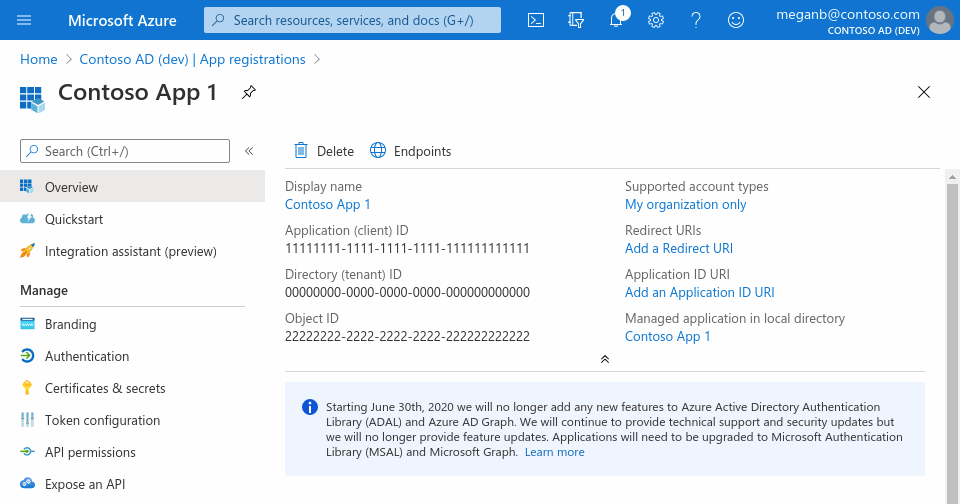 Microsoft Azure
Search resources, services, and docs (G+/)
1
meganb@contoso.com
CONTOSO AD (DEV)
Home > Contoso AD (dev) | App registrations >
Contoso App 1
Search (Ctrl+/)
«
Overview
Quickstart
Integration assistant (preview)
Manage
Branding
Authentication
Certificates & secrets
Token configuration
API permissions
Expose an API
Delete
Endpoints
Display name
Contoso App 1
Application (client) ID
11111111-1111-1111-1111-111111111111
Directory (tenant) ID
00000000-0000-0000-0000-000000000000
Object ID
22222222-2222-2222-2222-222222222222
Supported account types
My organization only
Redirect URIs
Add a Redirect URI
Application ID URI
Add an Application ID URI
Managed application in local directory
Contoso App 1
Starting June 30th, 2020 we will no longer add any new features to Azure Active Directory Authentication
Library (ADAL) and Azure AD Graph. We will continue to provide technical support and security updates but
we will no longer provide feature updates. Applications will need to be upgraded to Microsoft Authentication
Library (MSAL) and Microsoft Graph. Learn more